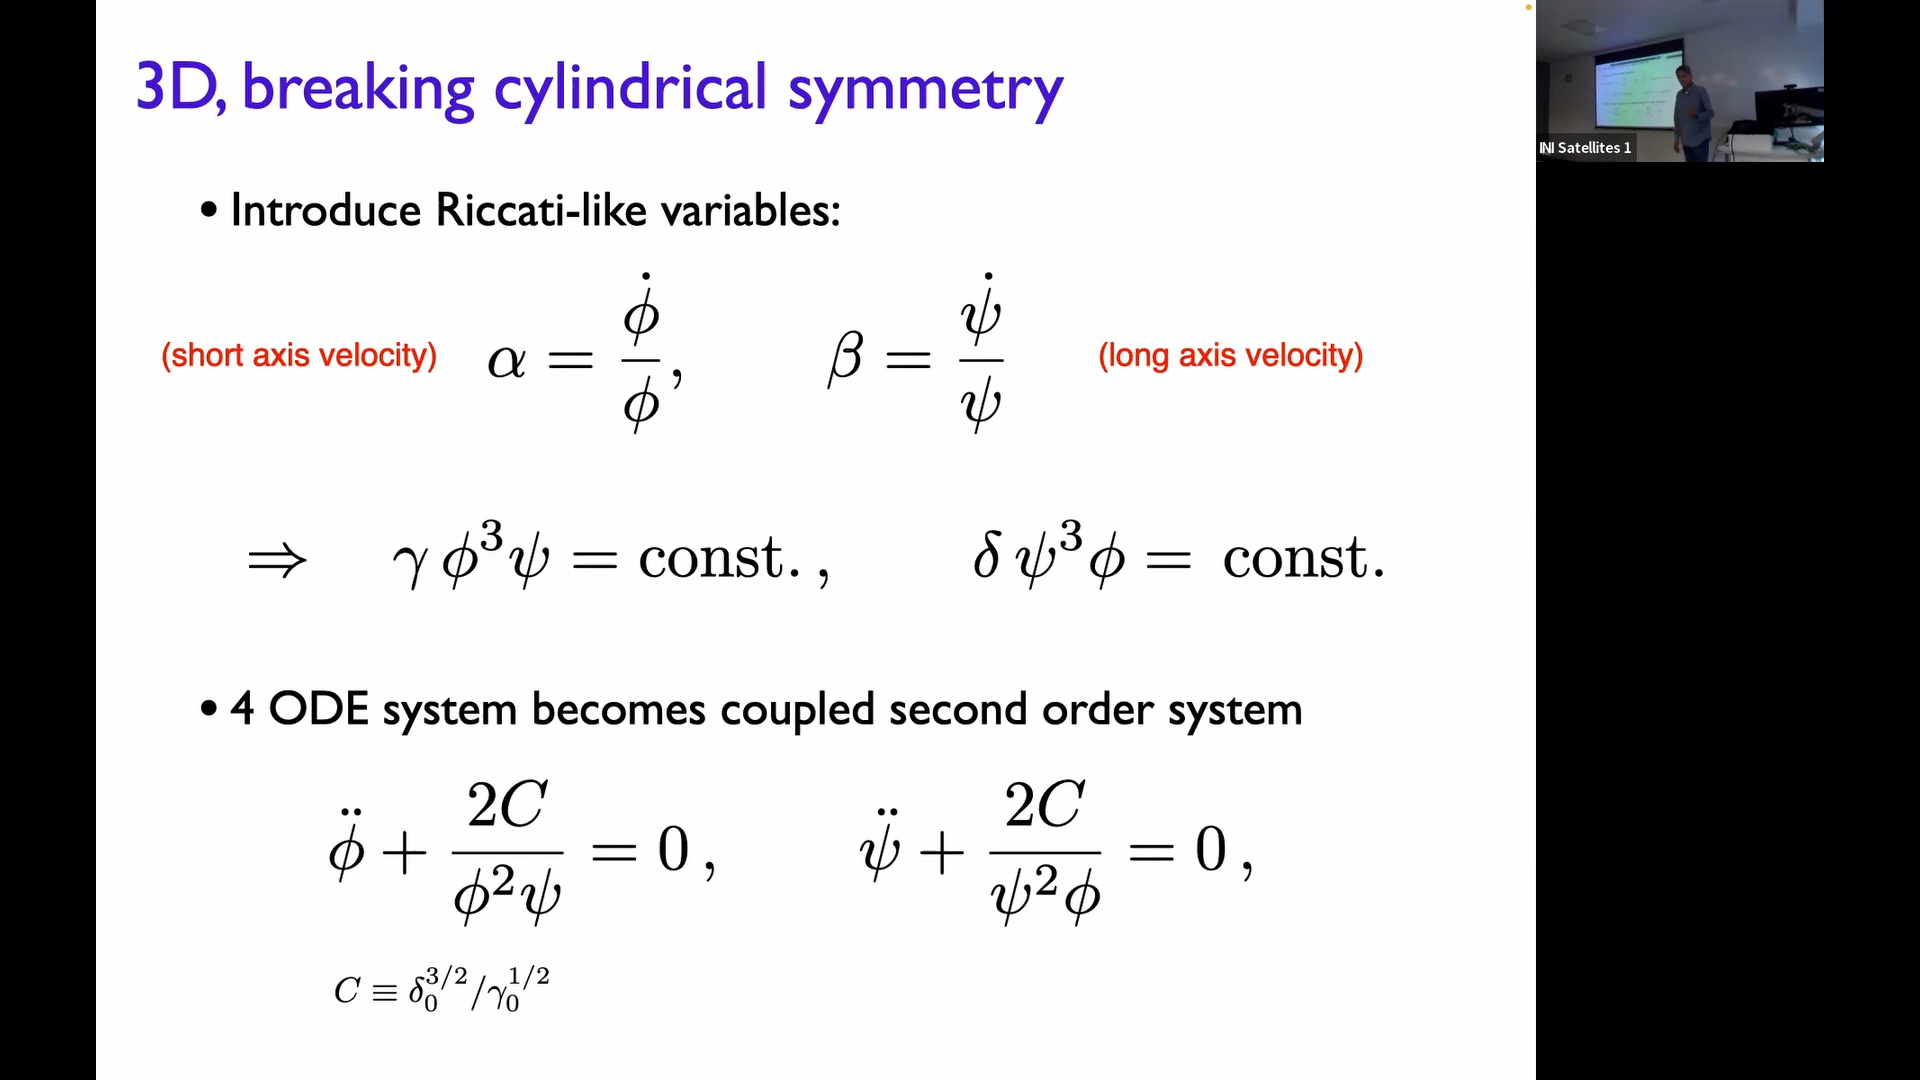 3D, breaking cylindrical symmetry
INI Satellites 1
• Introduce Riccati-like variables:
(short axis velocity) α = φ̇/φ, β = ψ̇/ψ (long axis velocity)
⇒ γ φ³ψ = const. , δ ψ³φ = const.
• 4 ODE system becomes coupled second order system
φ̈ + 2C/(φ²ψ) = 0 , ψ̈ + 2C/(ψ²φ) = 0 ,
C ≡ δ₀^{3/2}/γ₀^{1/2}